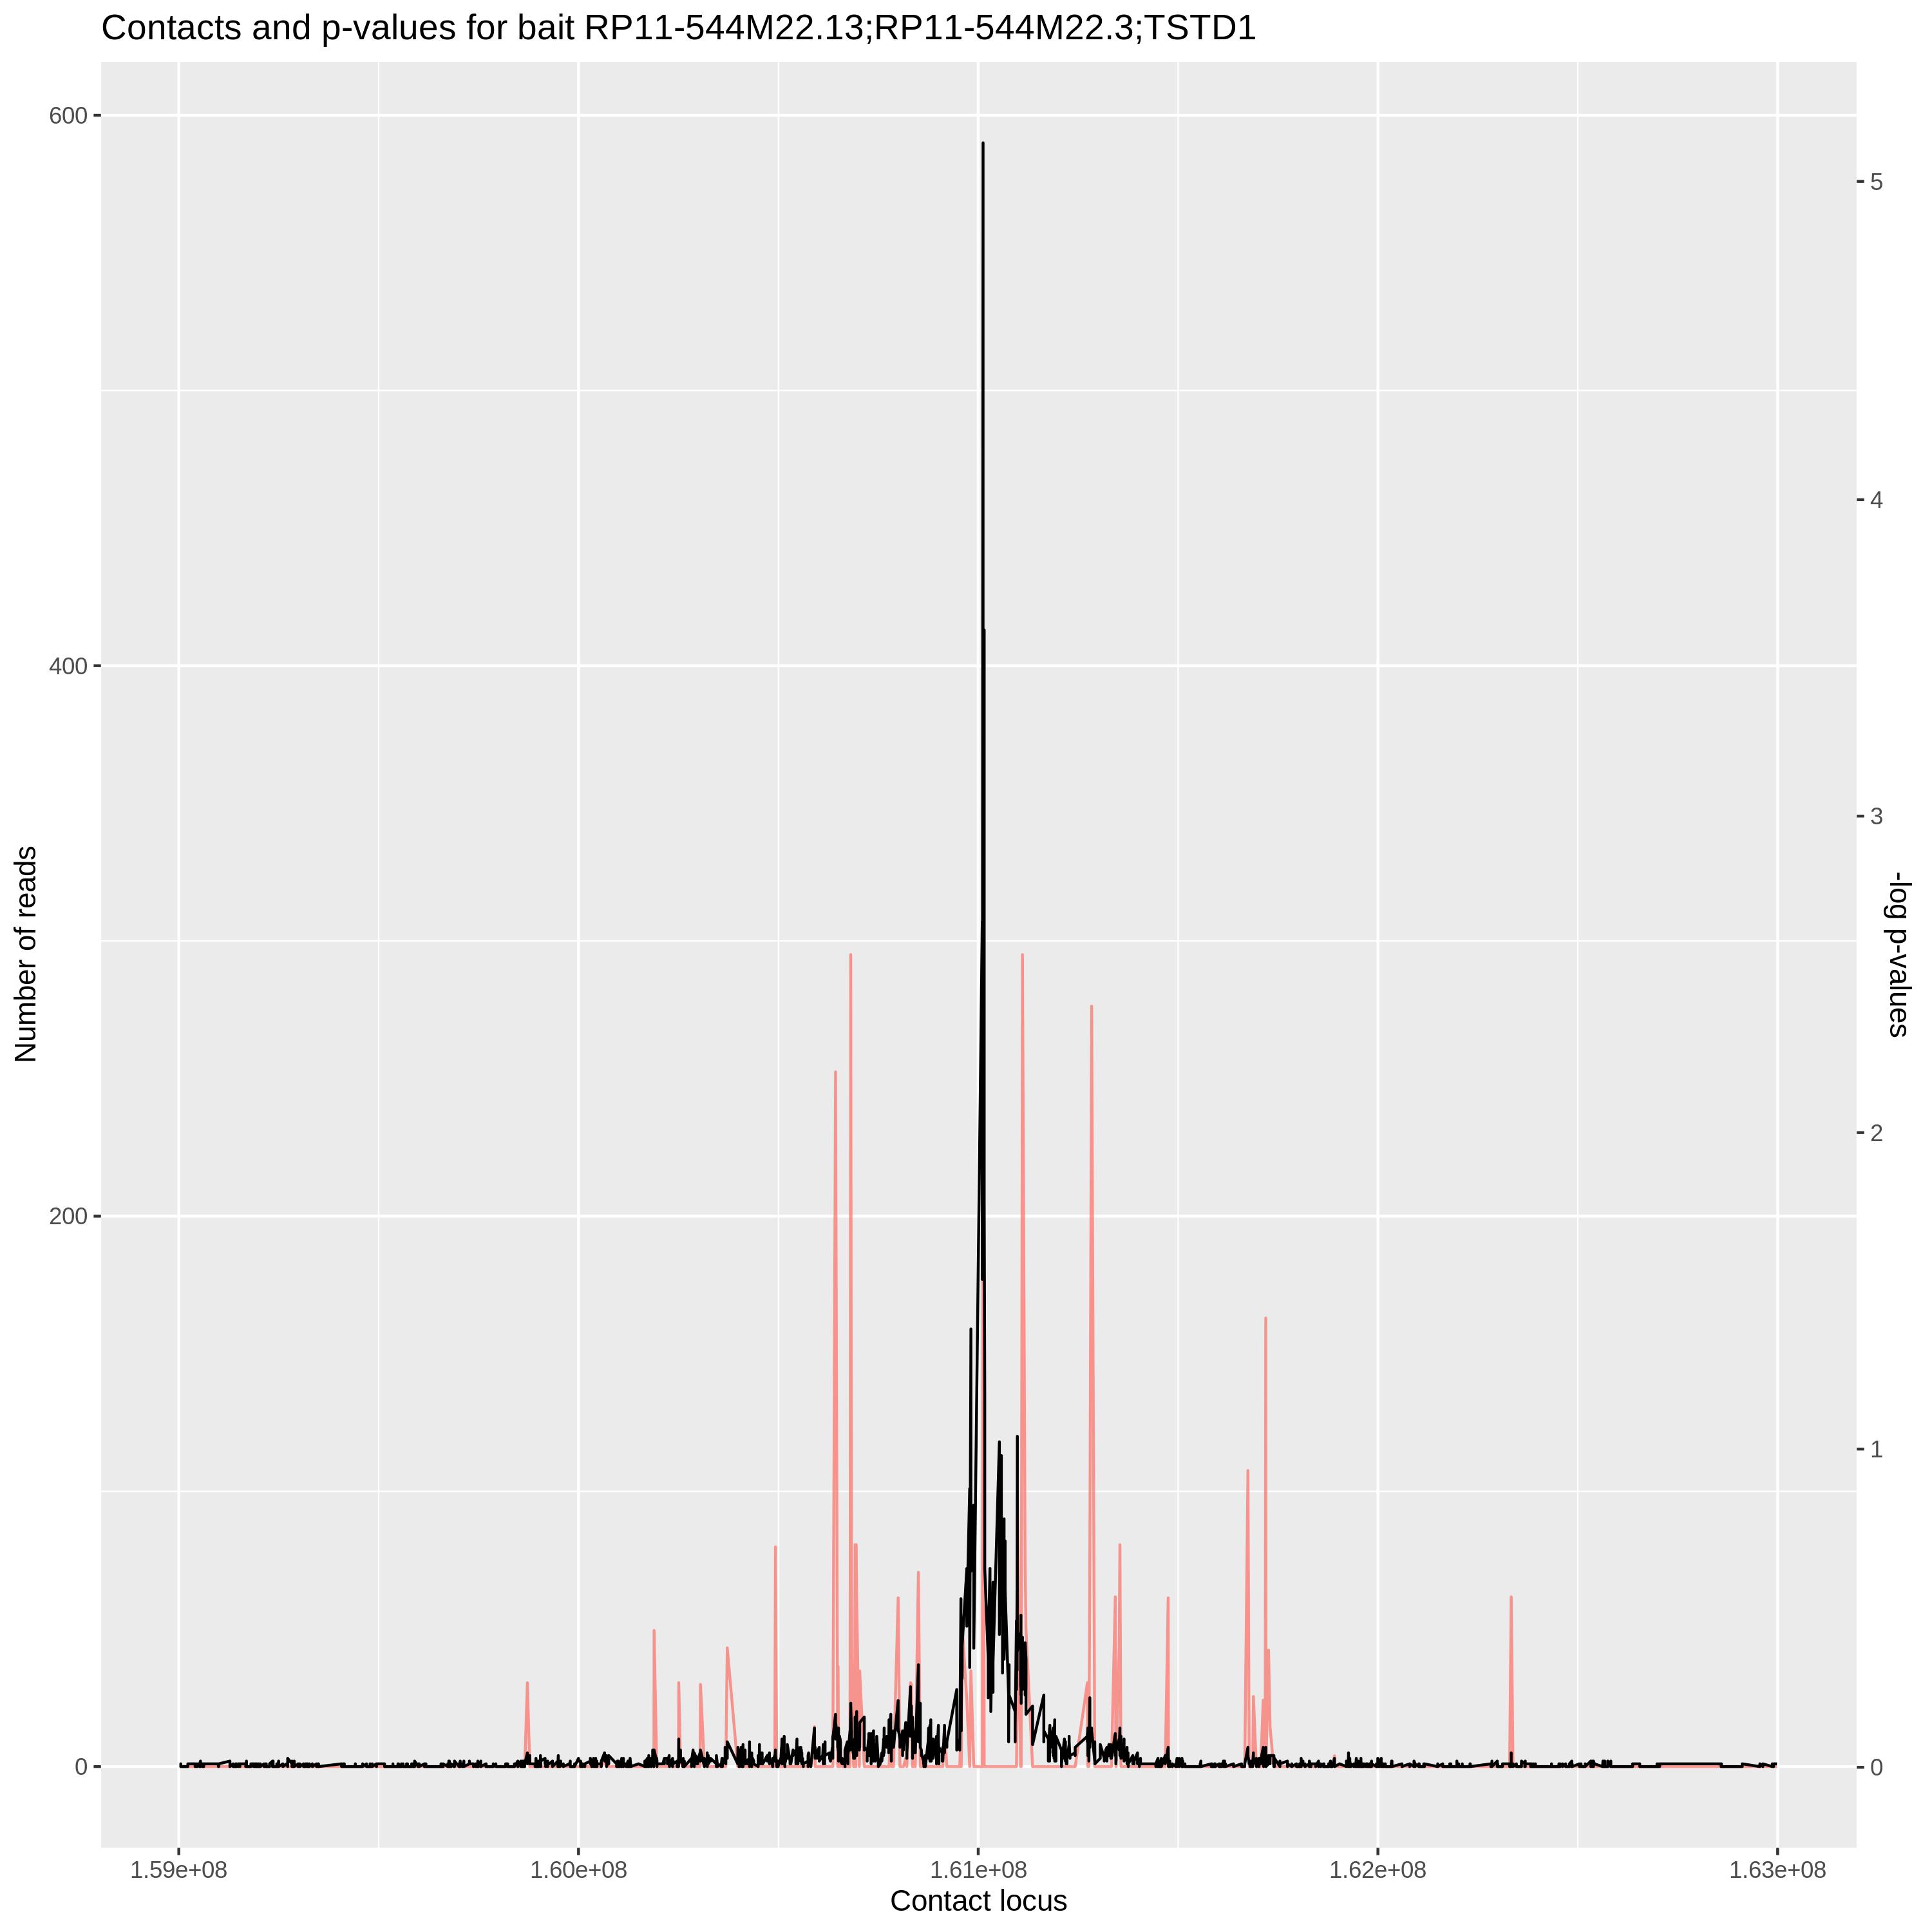 Contacts and p-values for bait RP11-544M22.13;RP11-544M22.3;TSTD1
600
400
200
0
Number of reads
5
4
3
2
1
0
-log p-values
1.59e+08
1.60e+08
1.61e+08
1.62e+08
1.63e+08
Contact locus